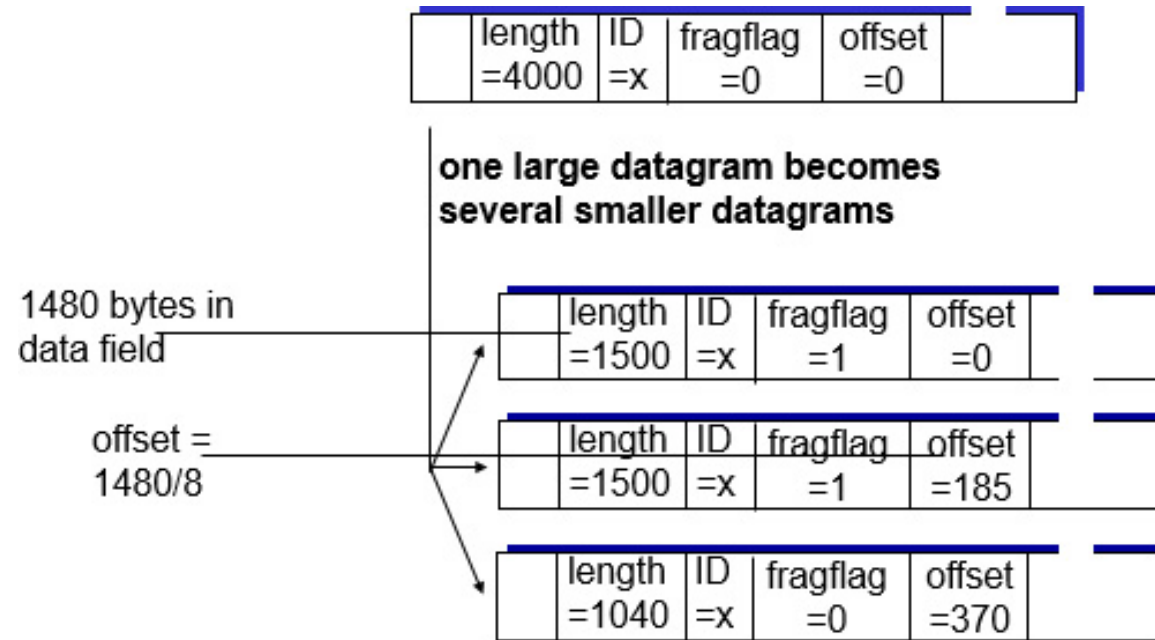 length ID fragflag offset
=4000 =x =0 =0
one large datagram becomes
several smaller datagrams
1480 bytes in
data field
length ID fragflag offset
=1500 =x =1 =0
offset =
1480/8
length ID fragflag offset
=1500 =x =1 =185
length ID fragflag offset
=1040 =x =0 =370